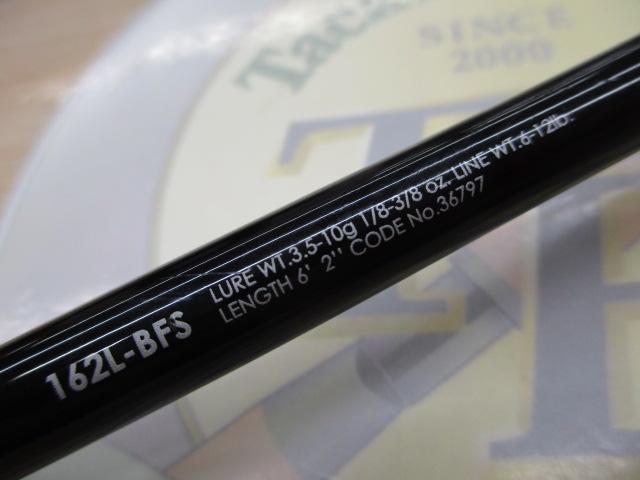 Tack
SINCE
2000
162L-BFS
LURE WT.3.5-10g 1/8-3/8 oz. LINE WT.6-12lb.
LENGTH 6' 2" CODE No.36797